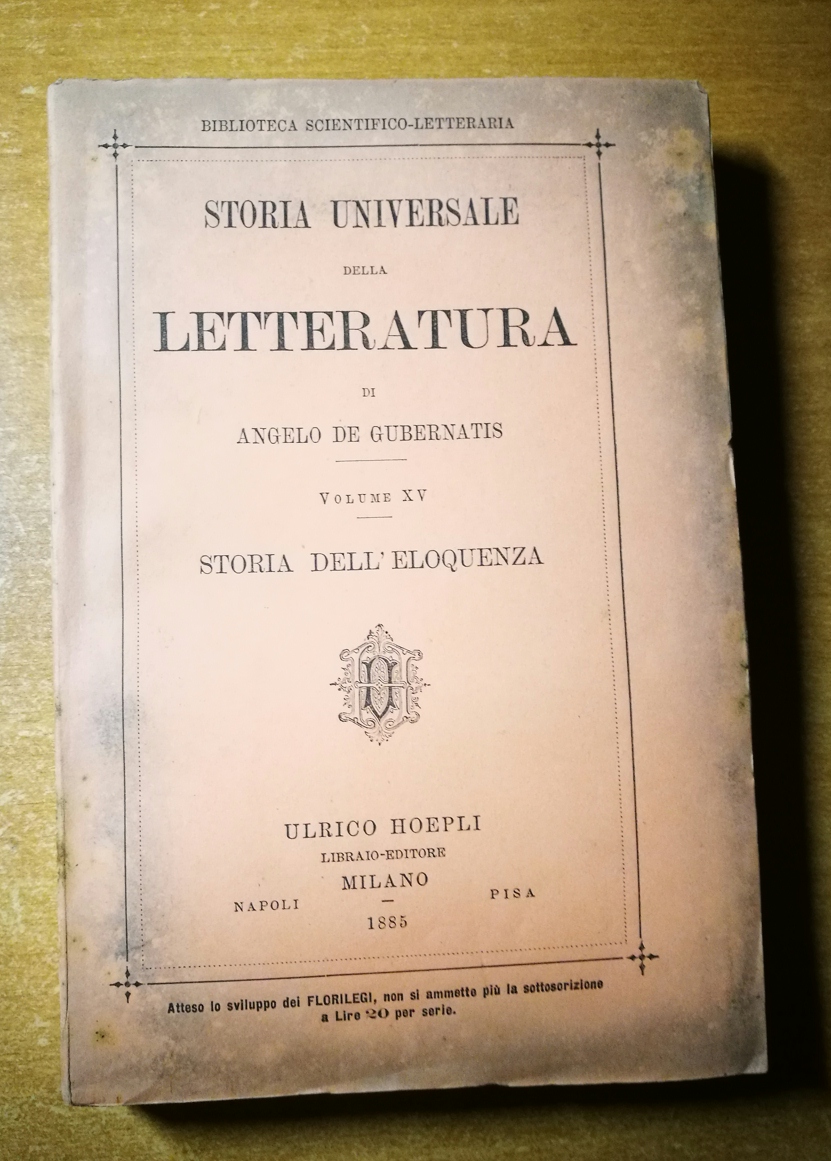 BIBLIOTECA SCIENTIFICO-LETTERARIA
STORIA UNIVERSALE
DELLA
LETTERATURA
DI
ANGELO DE GUBERNATIS
VOLUME XV
STORIA DELL' ELOQUENZA
ULRICO HOEPLI
LIBRAIO-EDITORE
MILANO
NAPOLI PISA
1885
Atteso lo sviluppo dei FLORILEGI, non si ammette più la sottosorizione
a Lire 20 per serie.